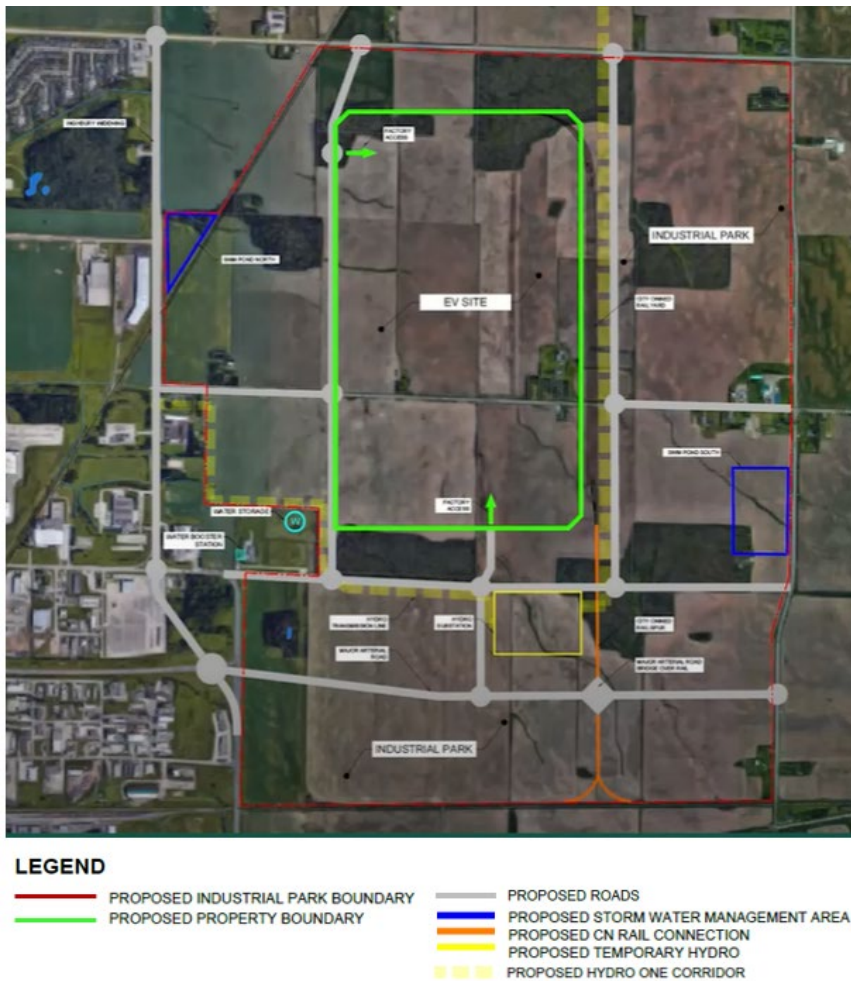 HIGHBURY WIDENING
FACTORY
ACCESS
INDUSTRIAL PARK
SWM POND NORTH
EV SITE
CITY OWNED
RAIL YARD
SWM POND SOUTH
FACTORY
ACCESS
WATER STORAGE
W
WATER BOOSTER
STATION
HYDRO
TRANSMISSION LINE
HYDRO
SUBSTATION
CITY OWNED
RAIL SPUR
MAJOR ARTERIAL
ROAD
MAJOR ARTERIAL ROAD
BRIDGE OVER RAIL
INDUSTRIAL PARK
LEGEND
PROPOSED INDUSTRIAL PARK BOUNDARY
PROPOSED PROPERTY BOUNDARY
PROPOSED ROADS
PROPOSED STORM WATER MANAGEMENT AREA
PROPOSED CN RAIL CONNECTION
PROPOSED TEMPORARY HYDRO
PROPOSED HYDRO ONE CORRIDOR